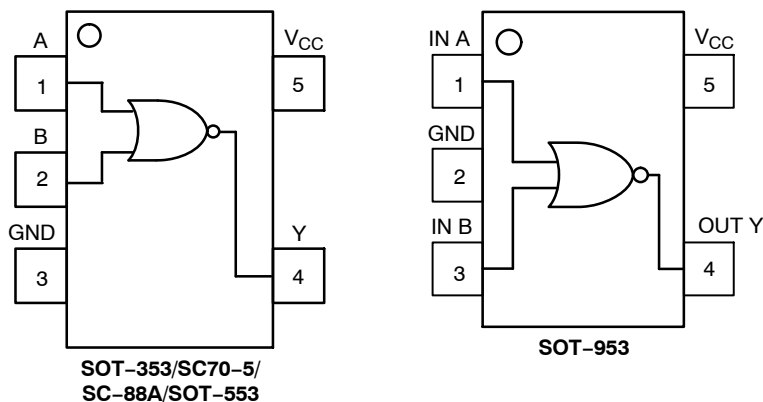 A
1
B
2
GND
3
VCC
5
Y
4
SOT-353/SC70-5/
SC-88A/SOT-553
IN A
1
GND
2
IN B
3
VCC
5
OUT Y
4
SOT-953